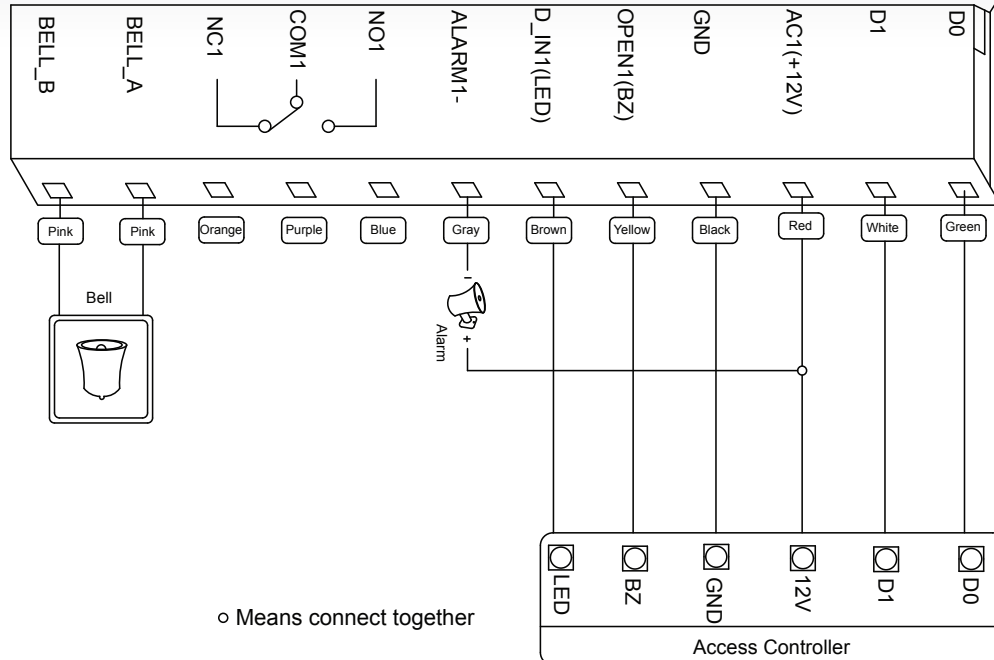 BELL_B
BELL_A
NC1
COM1
NO1
ALARM1-
D_IN1(LED)
OPEN1(BZ)
GND
AC1(+12V)
D1
D0
Pink
Pink
Orange
Purple
Blue
Gray
Brown
Yellow
Black
Red
White
Green
Bell
-
Alarm
+
LED
BZ
GND
12V
D1
D0
Means connect together
Access Controller